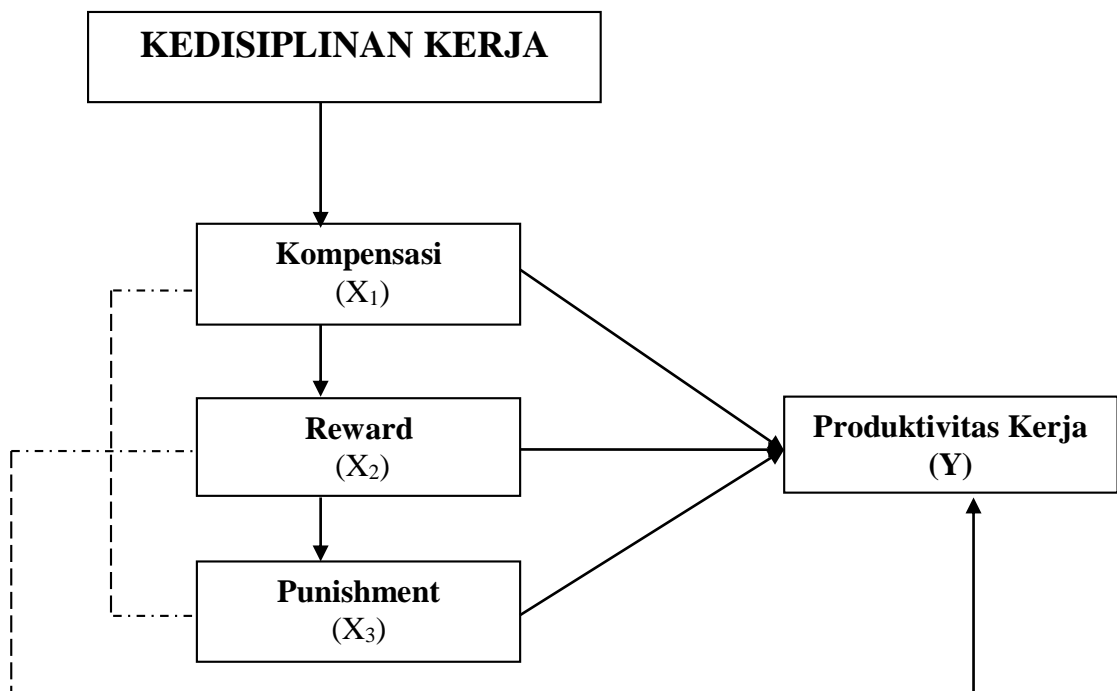 KEDISIPLINAN KERJA
Kompensasi
(X₁)
Reward
(X₂)
Produktivitas Kerja
(Y)
Punishment
(X₃)